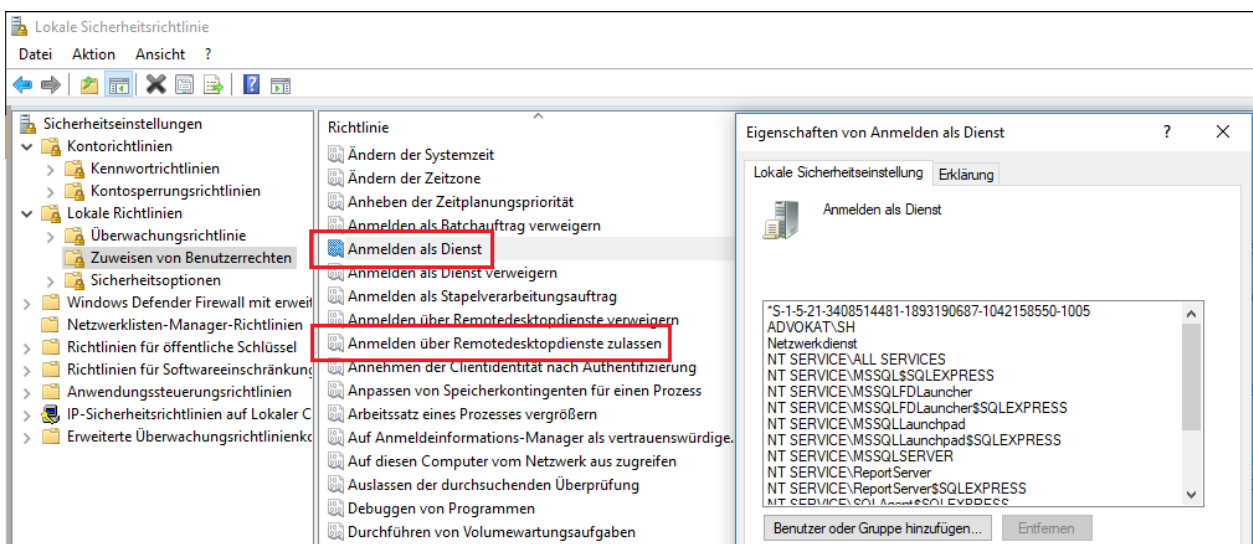 Lokale Sicherheitsrichtlinie
Datei Aktion Ansicht ?
Sicherheitseinstellungen
Kontorichtlinien
Kennwortrichtlinien
Kontosperrungsrichtlinien
Lokale Richtlinien
Überwachungsrichtlinie
Zuweisen von Benutzerrechten
Sicherheitsoptionen
Windows Defender Firewall mit erweit
Netzwerklisten-Manager-Richtlinien
Richtlinien für öffentliche Schlüssel
Richtlinien für Softwareeinschränkung
Anwendungssteuerungsrichtlinien
IP-Sicherheitsrichtlinien auf Lokaler C
Erweiterte Überwachungsrichtlinienko
Richtlinie
Ändern der Systemzeit
Ändern der Zeitzone
Anheben der Zeitplanungspriorität
Anmelden als Batchauftrag verweigern
Anmelden als Dienst
Anmelden als Dienst verweigern
Anmelden als Stapelverarbeitungsauftrag
Anmelden über Remotedesktopdienste verweigern
Anmelden über Remotedesktopdienste zulassen
Annehmen der Clientidentität nach Authentifizierung
Anpassen von Speicherkontingenten für einen Prozess
Arbeitssatz eines Prozesses vergrößern
Auf Anmeldeinformations-Manager als vertrauenswürdige.
Auf diesen Computer vom Netzwerk aus zugreifen
Auslassen der durchsuchenden Überprüfung
Debuggen von Programmen
Durchführen von Volumewartungsaufgaben
Eigenschaften von Anmelden als Dienst ?
Lokale Sicherheitseinstellung Erklärung
Anmelden als Dienst
*S-1-5-21-3408514481-1893190687-1042158550-1005
ADVOKAT\SH
Netzwerkdienst
NT SERVICE\ALL SERVICES
NT SERVICE\MSSQL$SQLEXPRESS
NT SERVICE\MSSQLFDLauncher
NT SERVICE\MSSQLFDLauncher$SQLEXPRESS
NT SERVICE\MSSQLLaunchpad
NT SERVICE\MSSQLLaunchpad$SQLEXPRESS
NT SERVICE\MSSQLSERVER
NT SERVICE\ReportServer
NT SERVICE\ReportServer$SQLEXPRESS
NT SERVICE\SQLAgent$SQLEXPRESS
Benutzer oder Gruppe hinzufügen... Entfernen